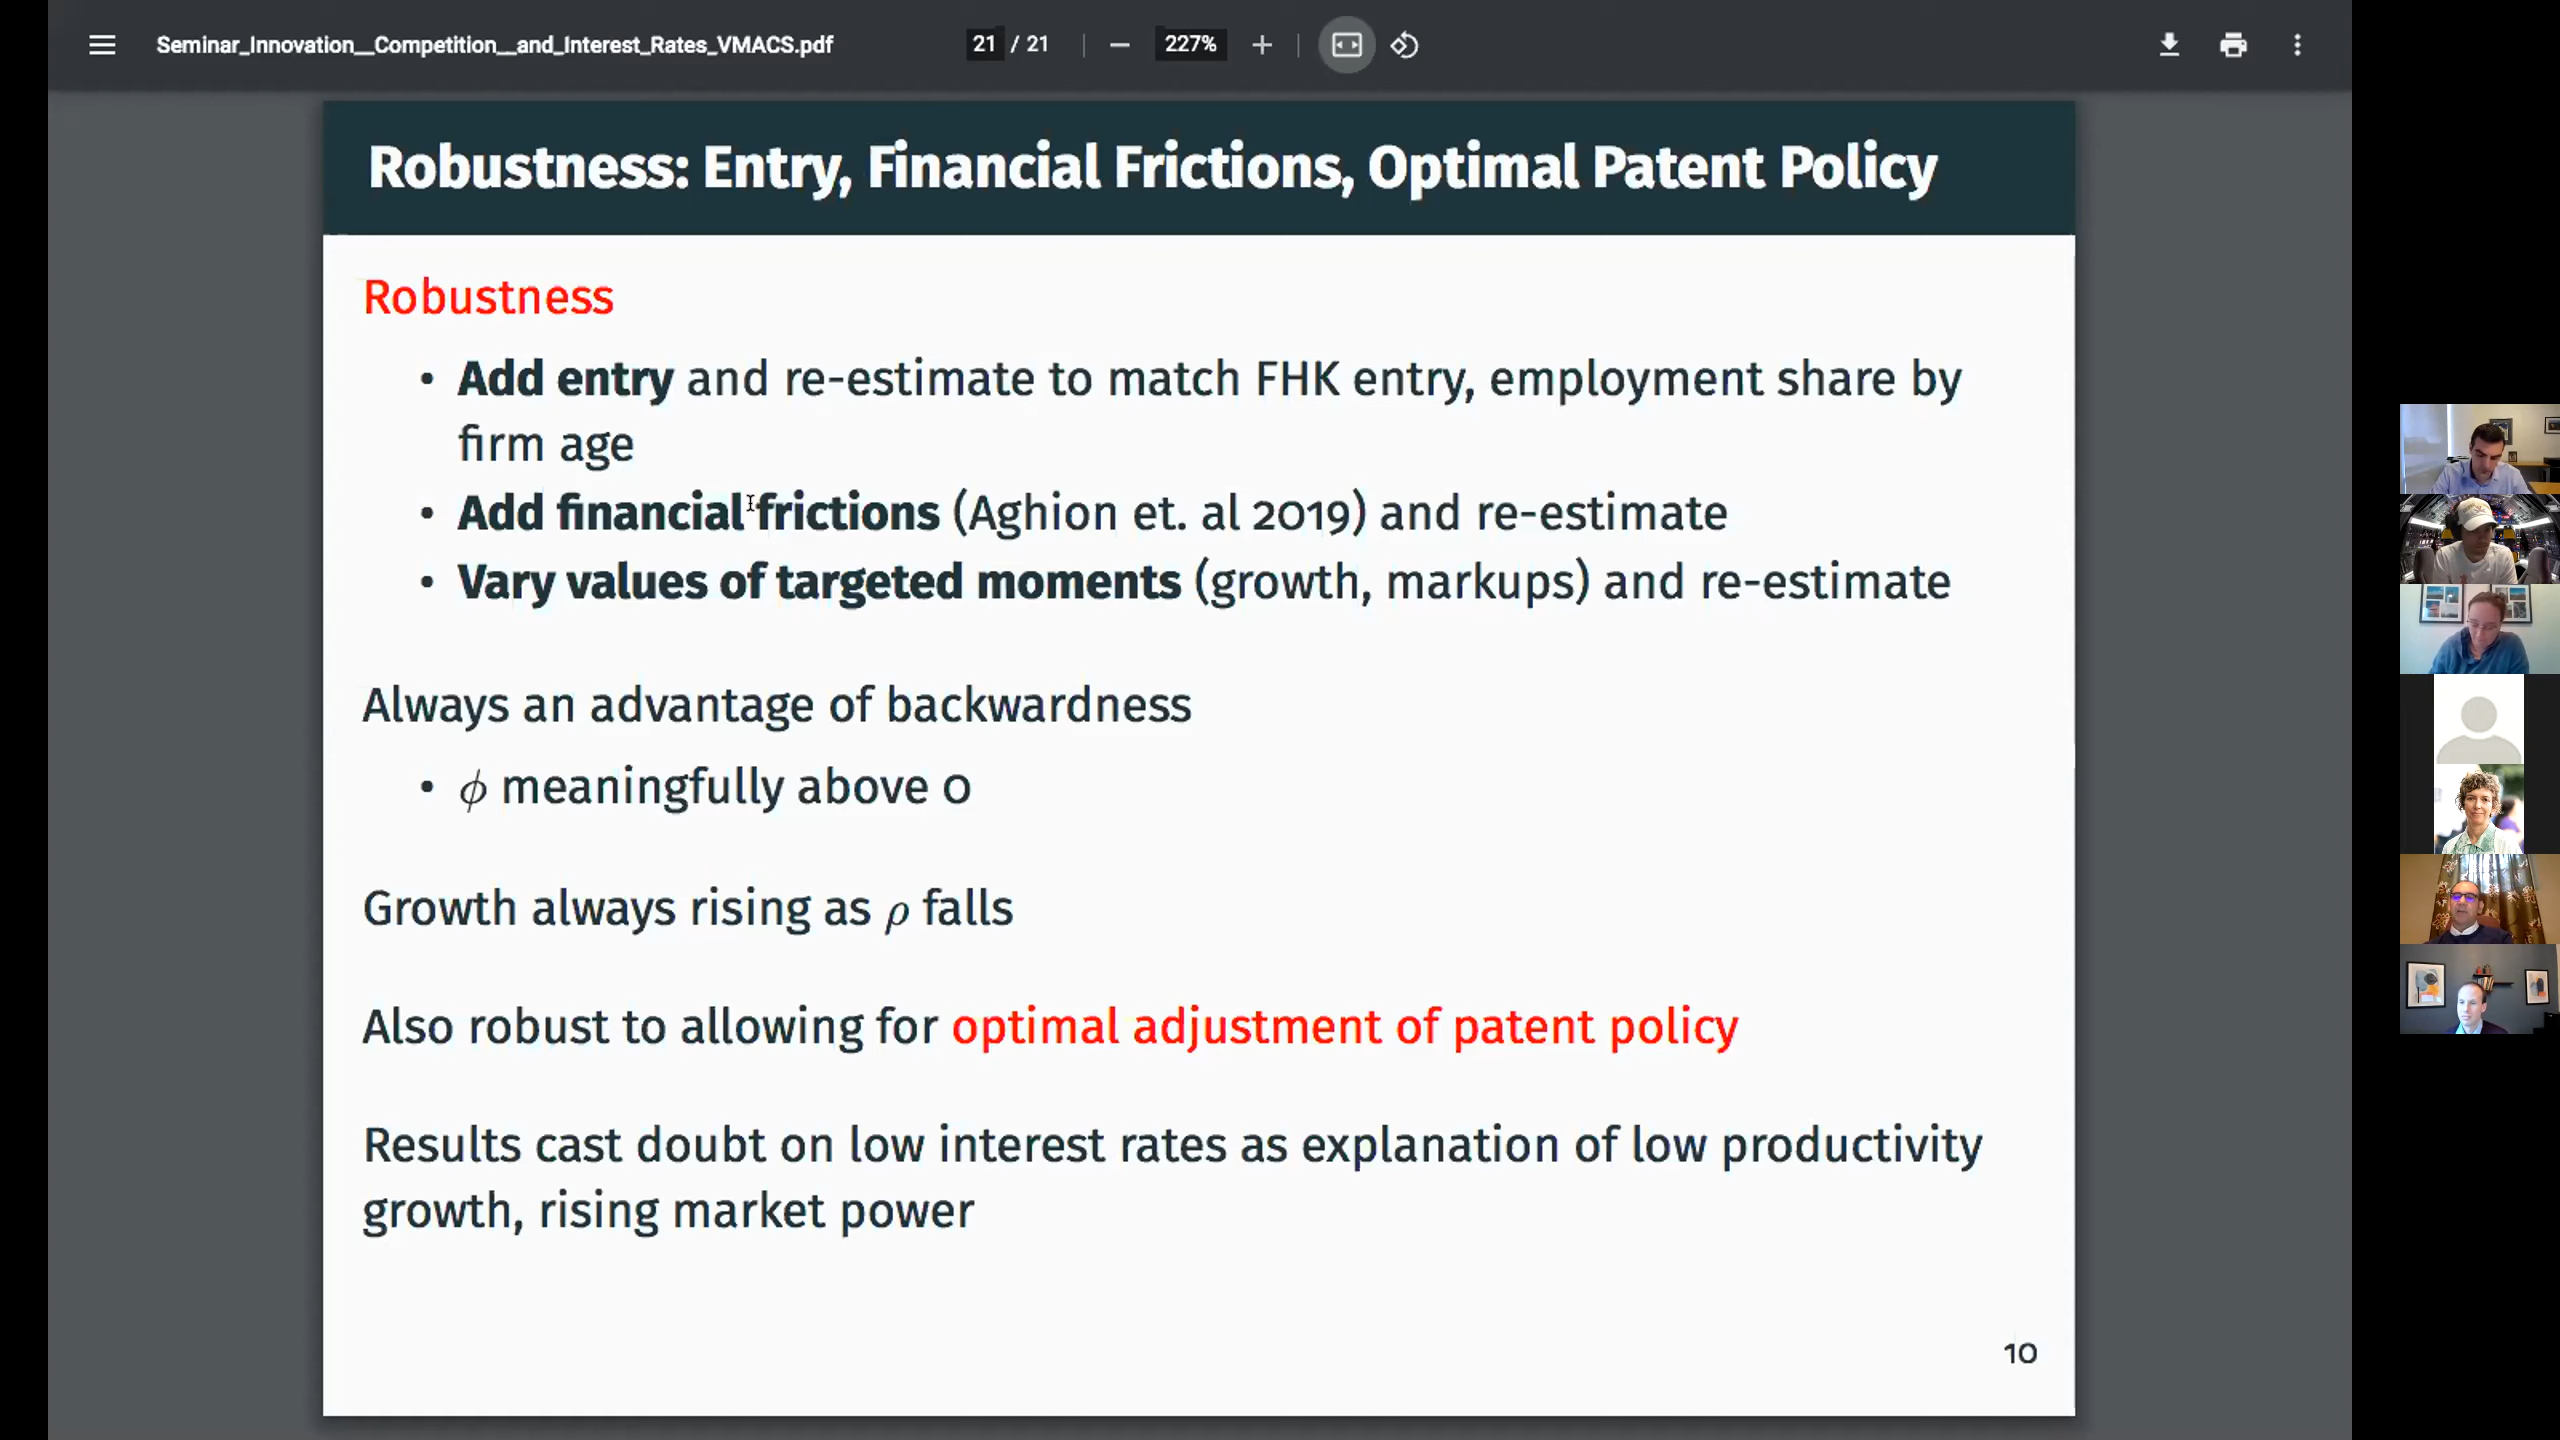 Seminar_Innovation__Competition__and_Interest_Rates_VMACS.pdf 21 / 21 227%
Robustness: Entry, Financial Frictions, Optimal Patent Policy
Robustness
• Add entry and re-estimate to match FHK entry, employment share by
firm age
• Add financial frictions (Aghion et. al 2019) and re-estimate
• Vary values of targeted moments (growth, markups) and re-estimate
Always an advantage of backwardness
• ϕ meaningfully above 0
Growth always rising as ρ falls
Also robust to allowing for optimal adjustment of patent policy
Results cast doubt on low interest rates as explanation of low productivity
growth, rising market power
10